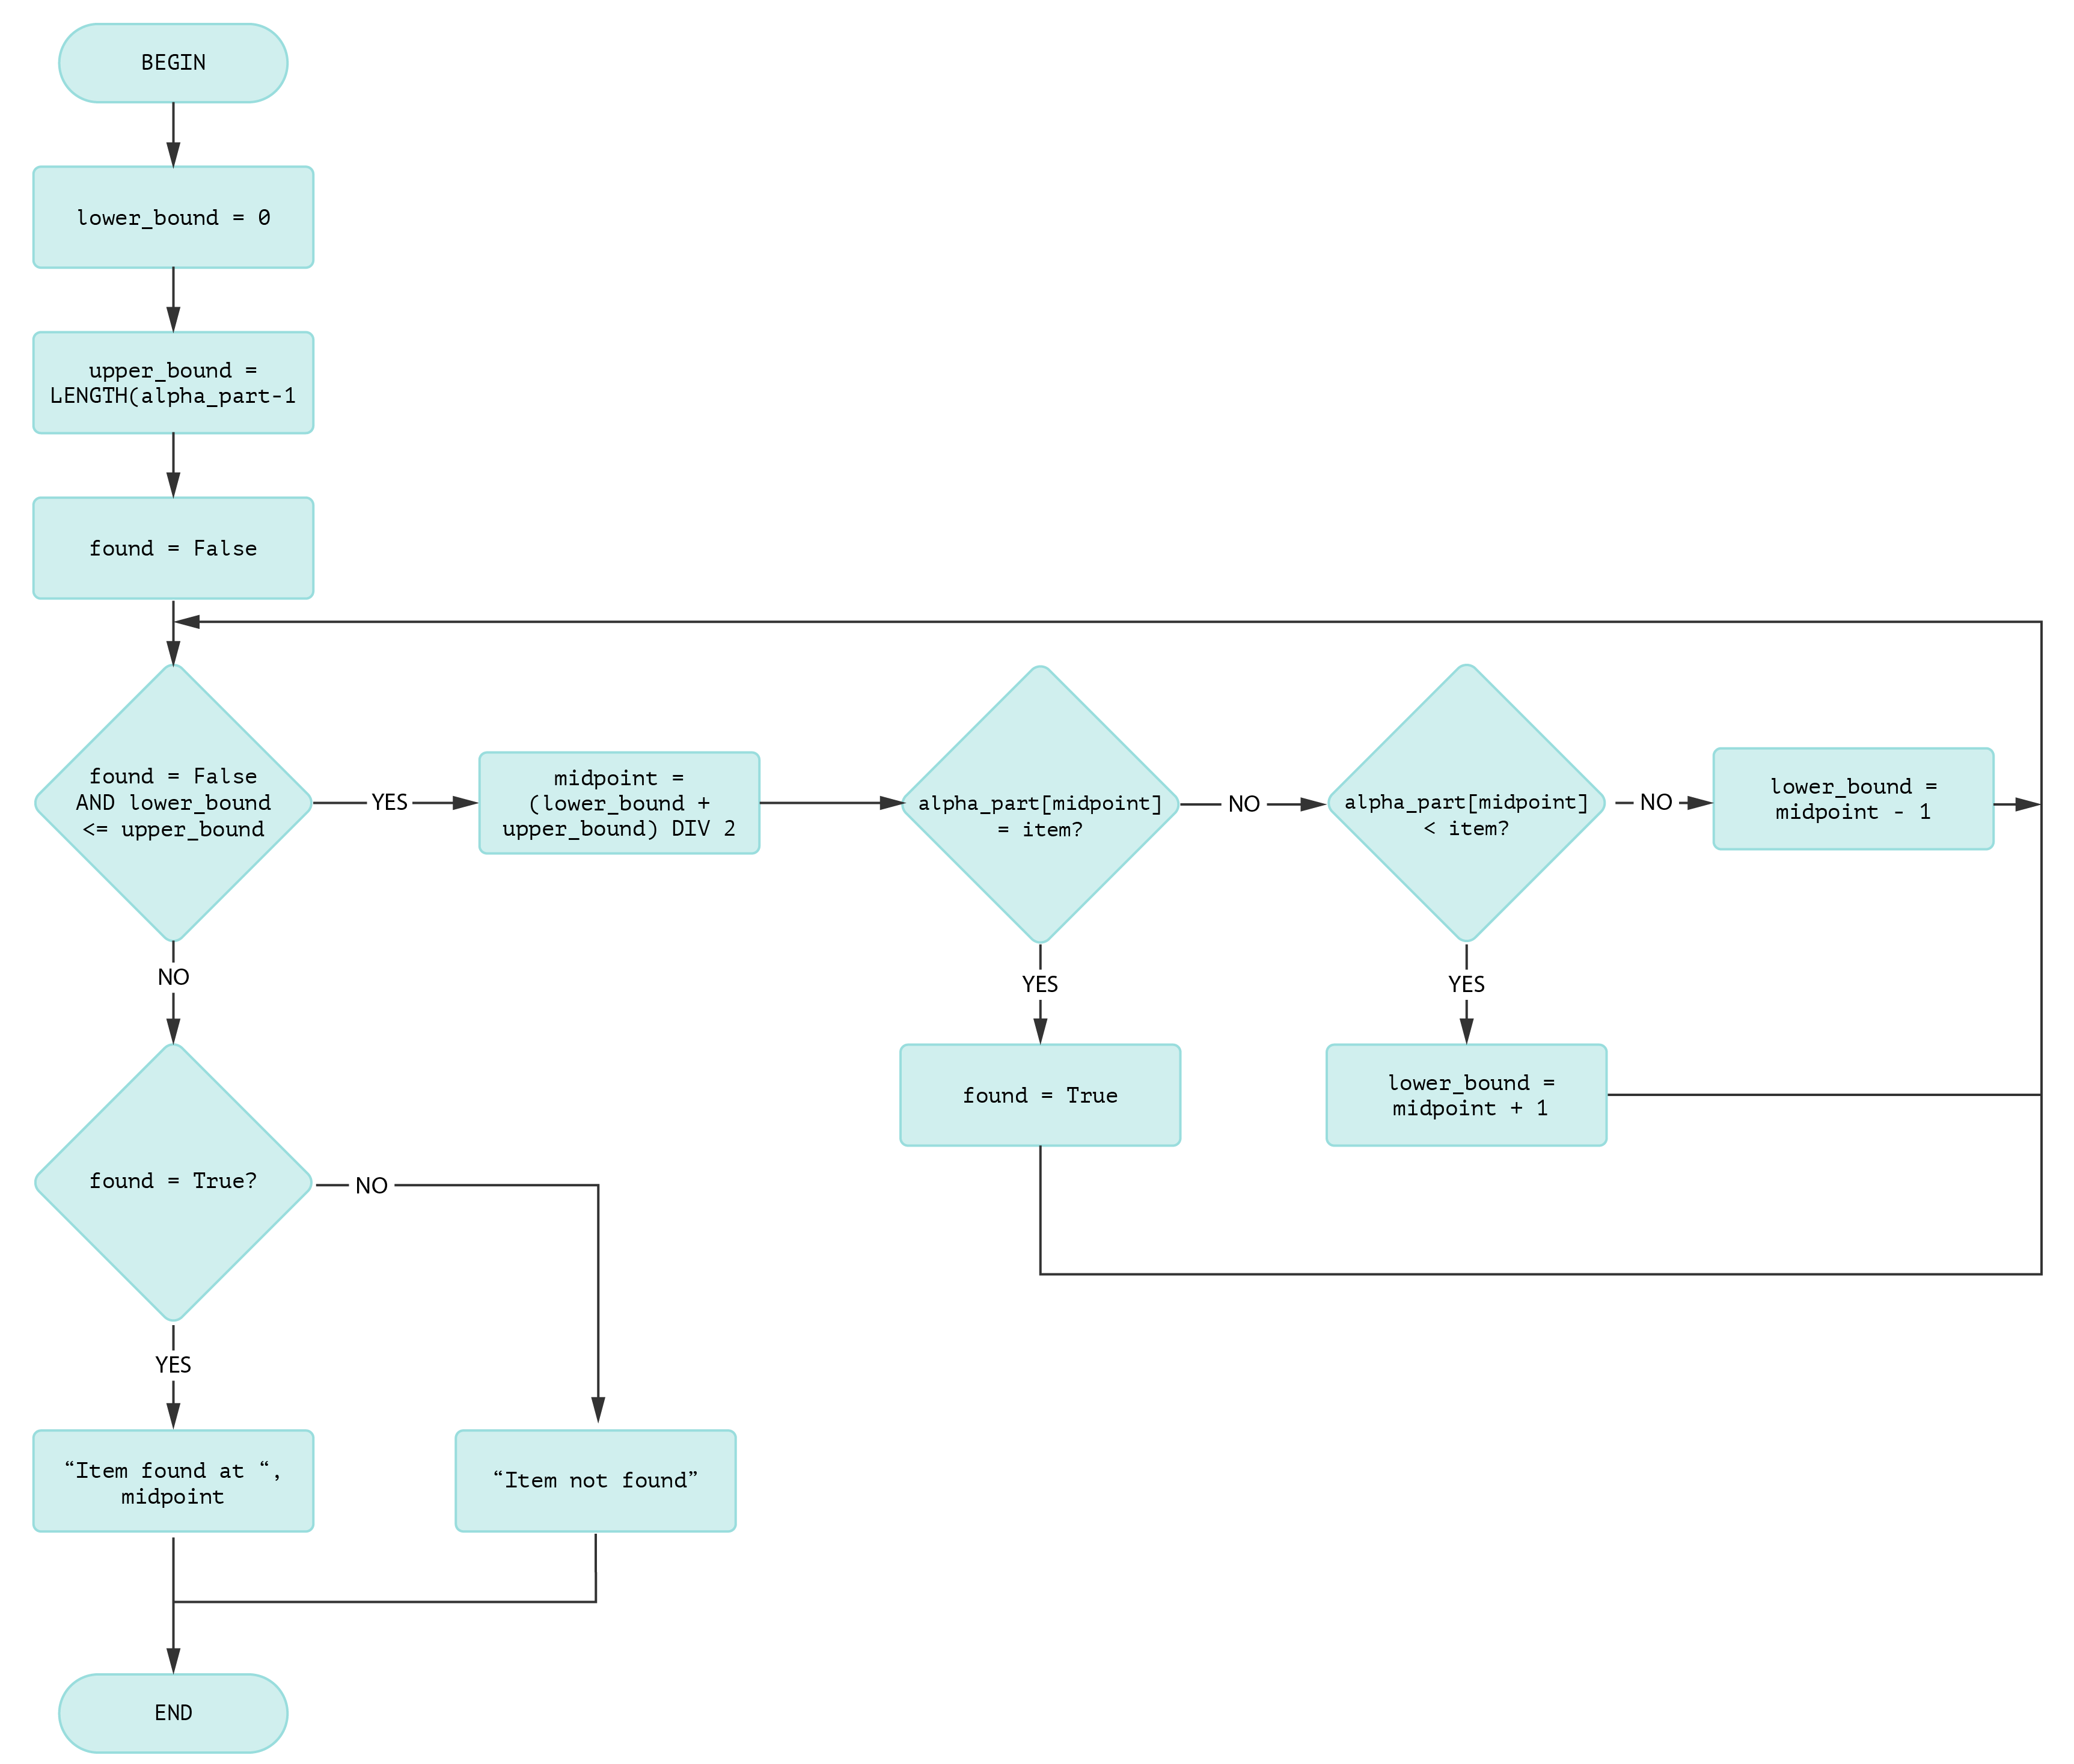 BEGIN
lower_bound = 0
upper_bound =
LENGTH(alpha_part-1
found = False
found = False
AND lower_bound
<= upper_bound
YES
midpoint =
(lower_bound +
upper_bound) DIV 2
alpha_part[midpoint]
= item?
NO
alpha_part[midpoint]
< item?
NO
lower_bound =
midpoint - 1
NO
YES
YES
found = True
lower_bound =
midpoint + 1
found = True?
NO
YES
“Item found at “,
midpoint
“Item not found”
END